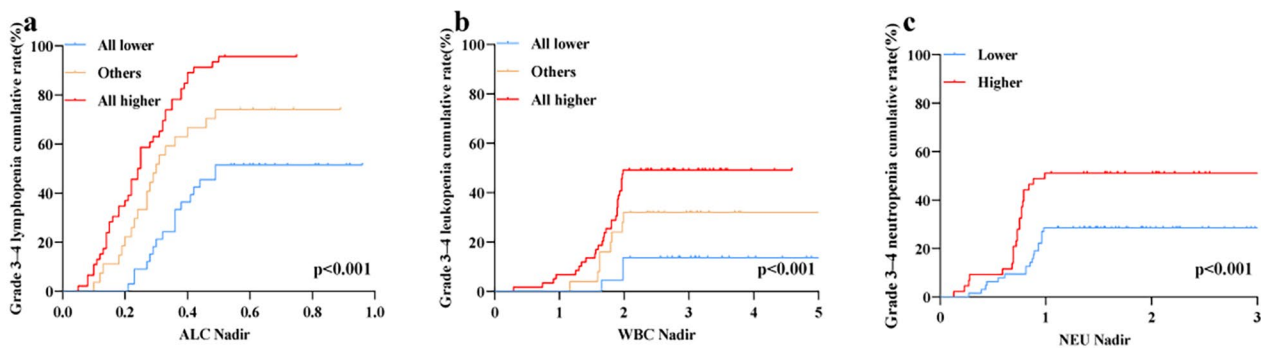 a
Grade 3–4 lymphopenia cumulative rate(%)
100
80
60
40
20
0
All lower
Others
All higher
p<0.001
0.0 0.2 0.4 0.6 0.8 1.0
ALC Nadir
b
Grade 3–4 leukopenia cumulative rate(%)
100
80
60
40
20
0
All lower
Others
All higher
p<0.001
0 1 2 3 4 5
WBC Nadir
c
Grade 3–4 neutropenia cumulative rate(%)
100
80
60
40
20
0
Lower
Higher
p<0.001
0 1 2 3
NEU Nadir